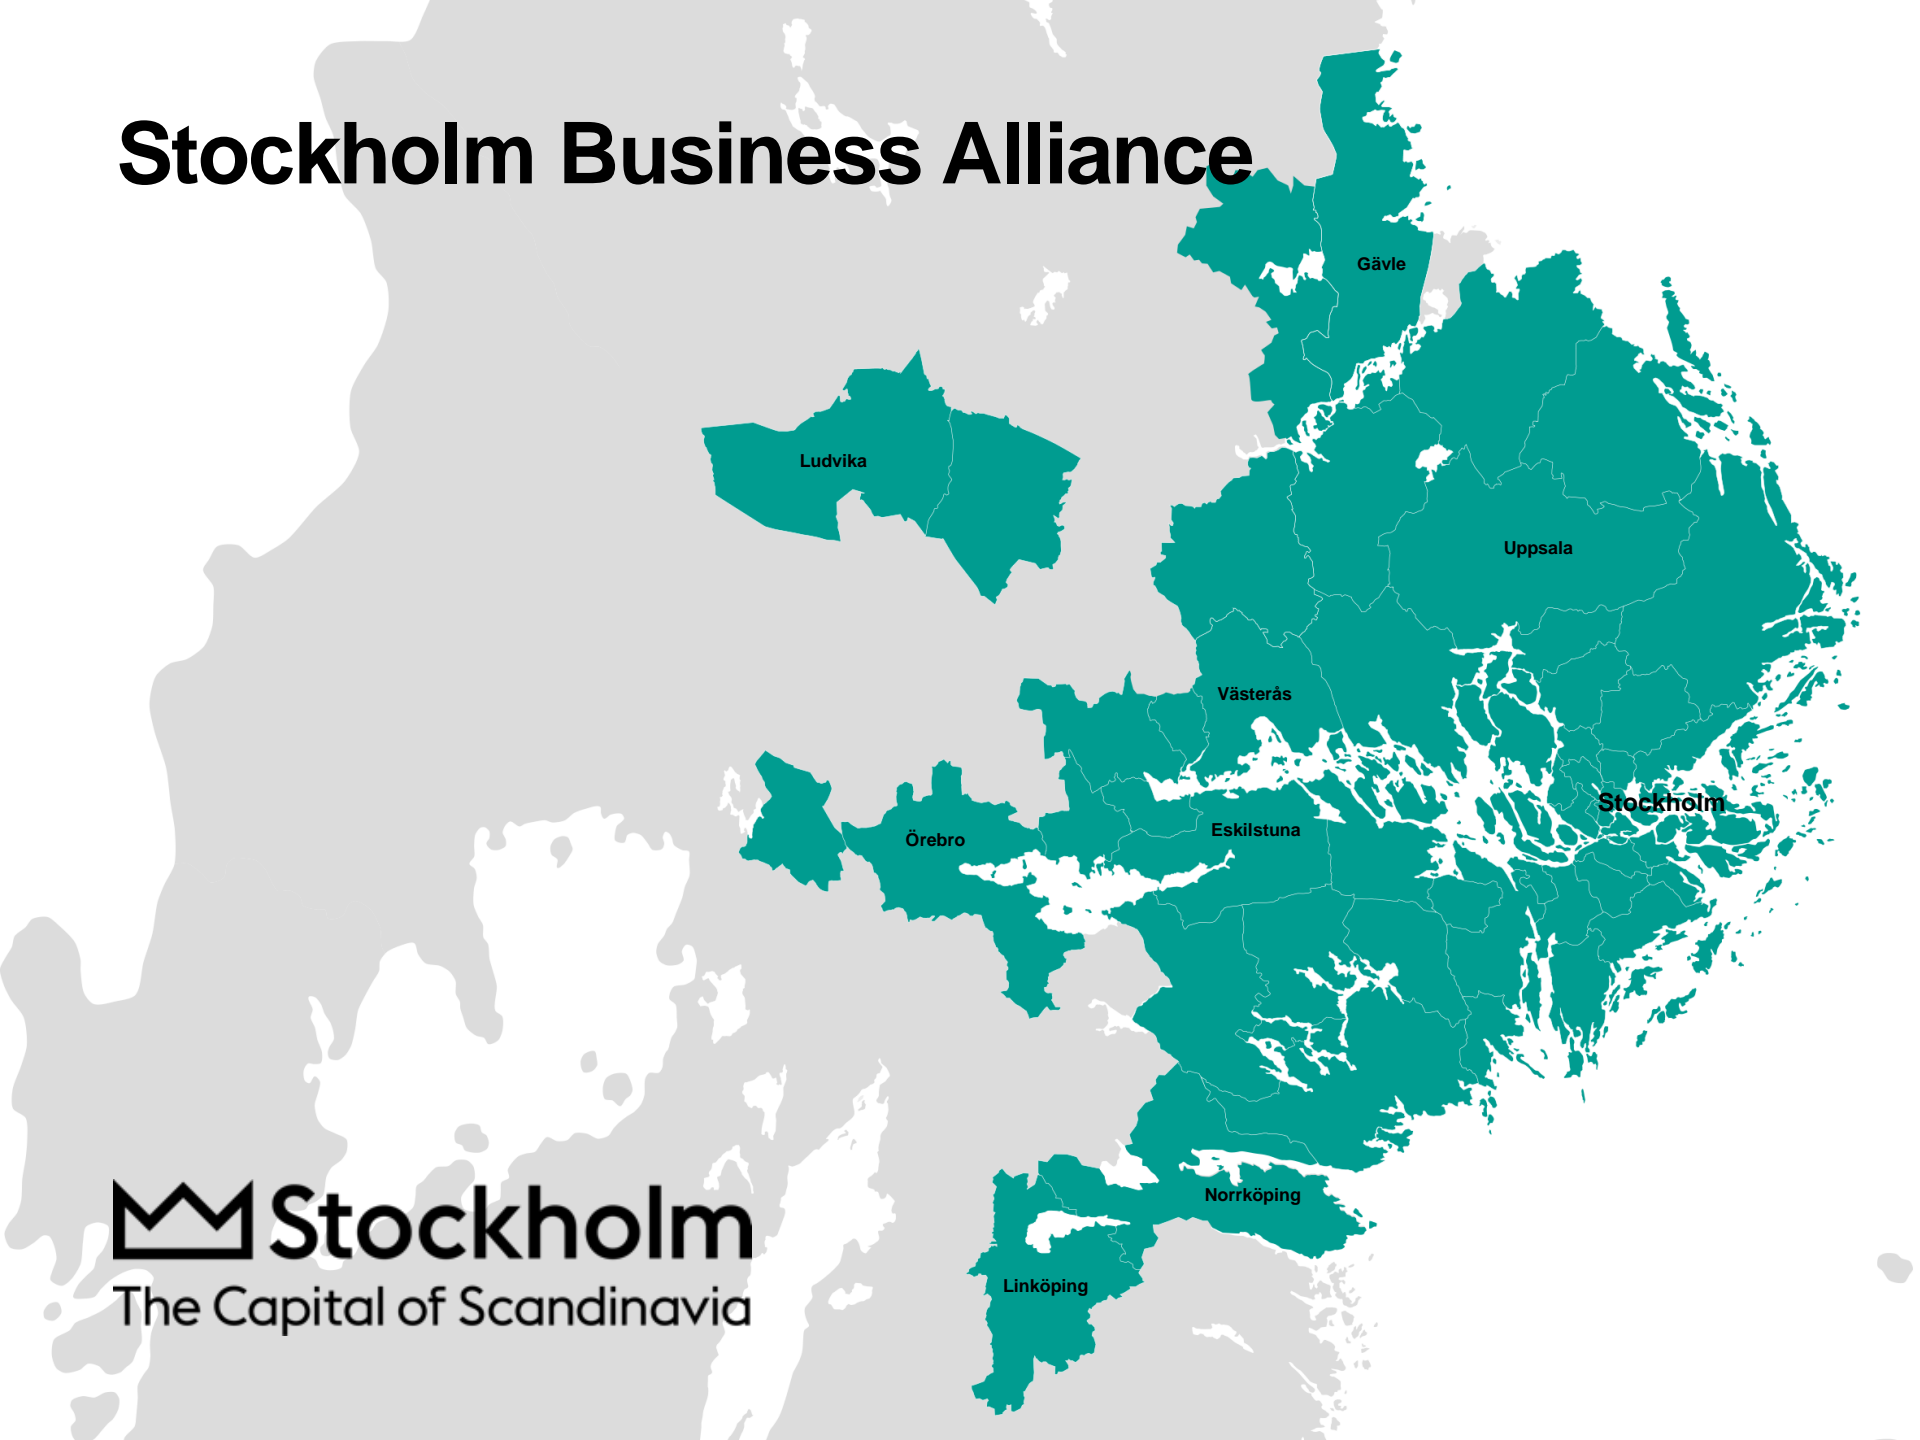 Stockholm Business Alliance
Gävle
Ludvika
Uppsala
Västerås
Stockholm
Eskilstuna
Örebro
Norrköping
Linköping
Stockholm
The Capital of Scandinavia